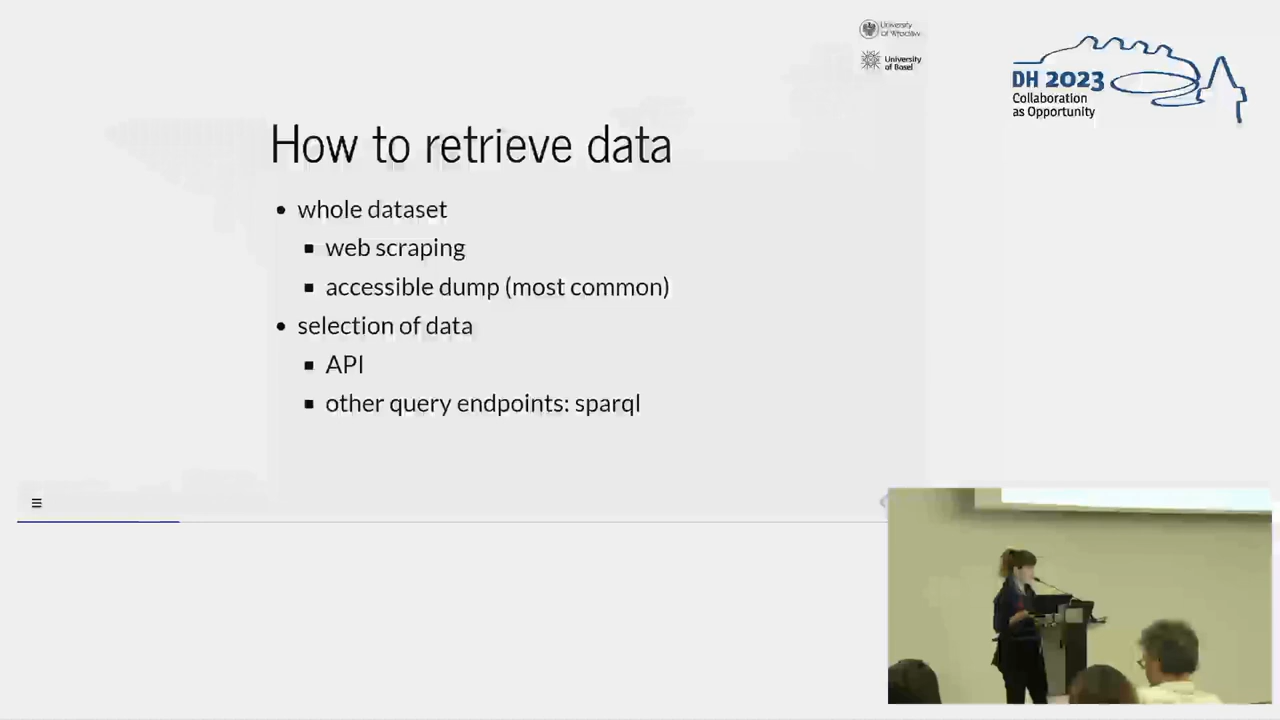 University
of Wrocław
University
of Basel
DH 2023
Collaboration
as Opportunity
How to retrieve data
whole dataset
web scraping
accessible dump (most common)
selection of data
API
other query endpoints: sparql